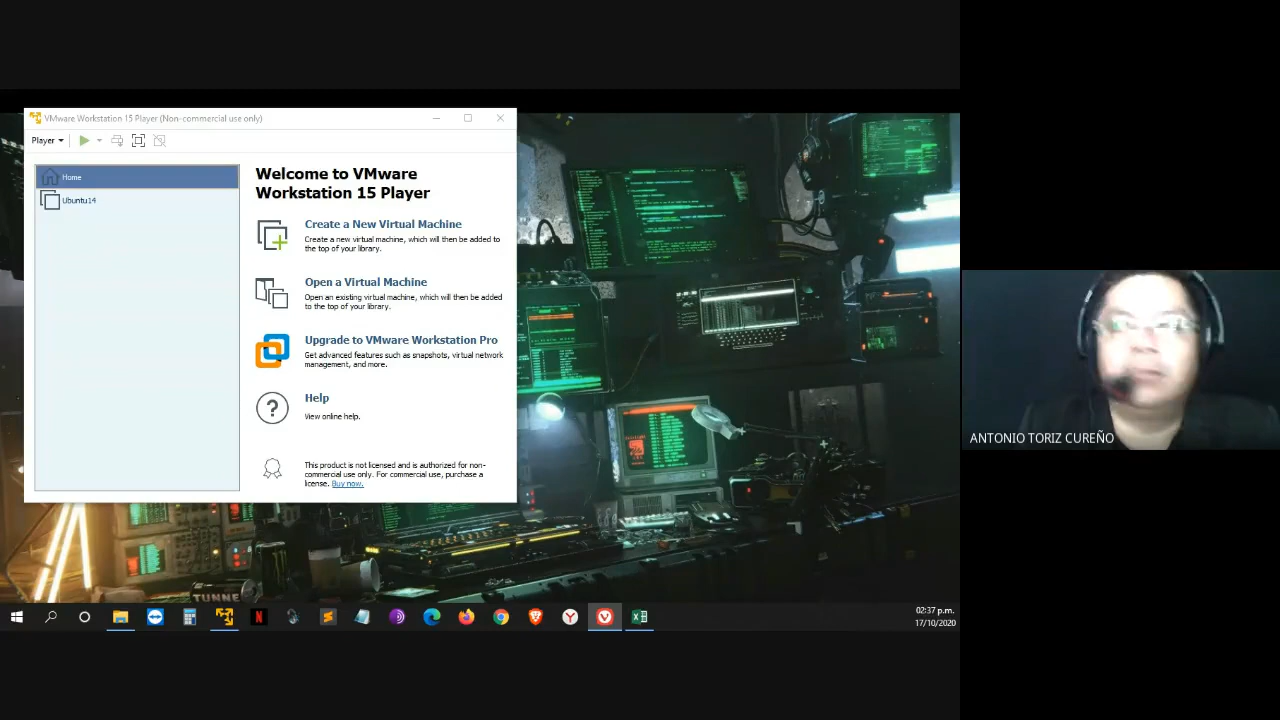 VMware Workstation 15 Player (Non-commercial use only)
Player
Home
Ubuntu14
Welcome to VMware
Workstation 15 Player
Create a New Virtual Machine
Create a new virtual machine, which will then be added to
the top of your library.
Open a Virtual Machine
Open an existing virtual machine, which will then be added
to the top of your library.
Upgrade to VMware Workstation Pro
Get advanced features such as snapshots, virtual network
management, and more.
Help
View online help.
This product is not licensed and is authorized for non-
commercial use only. For commercial use, purchase a
license. Buy now.
ANTONIO TORIZ CUREÑO
TUNNE
02:37 p.m.
17/10/2020